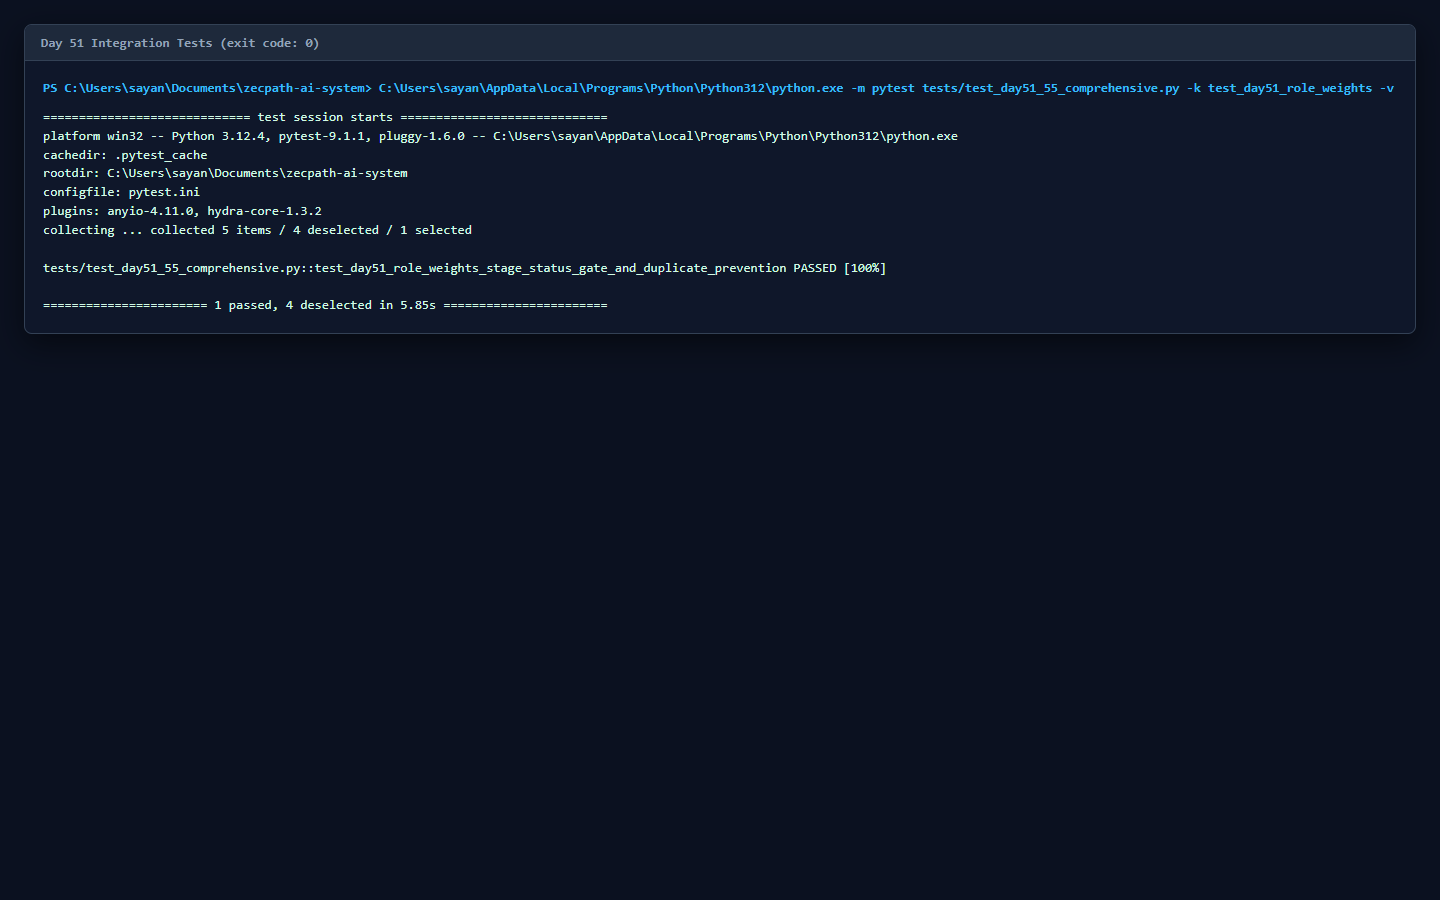 Day 51 Integration Tests (exit code: 0)
PS C:\Users\sayan\Documents\zecpath-ai-system> C:\Users\sayan\AppData\Local\Programs\Python\Python312\python.exe -m pytest tests/test_day51_55_comprehensive.py -k test_day51_role_weights -v
============================= test session starts =============================
platform win32 -- Python 3.12.4, pytest-9.1.1, pluggy-1.6.0 -- C:\Users\sayan\AppData\Local\Programs\Python\Python312\python.exe
cachedir: .pytest_cache
rootdir: C:\Users\sayan\Documents\zecpath-ai-system
configfile: pytest.ini
plugins: anyio-4.11.0, hydra-core-1.3.2
collecting ... collected 5 items / 4 deselected / 1 selected
tests/test_day51_55_comprehensive.py::test_day51_role_weights_stage_status_gate_and_duplicate_prevention PASSED [100%]
======================= 1 passed, 4 deselected in 5.85s =======================